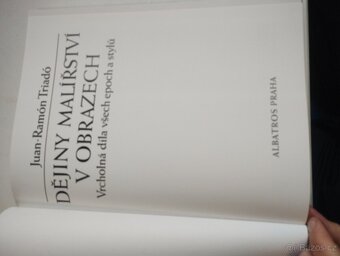 Juan-Ramón Triadó
DĚJINY MALÍŘSTVÍ
V OBRAZECH
Vrcholná díla všech epoch a stylů
ALBATROS PRAHA